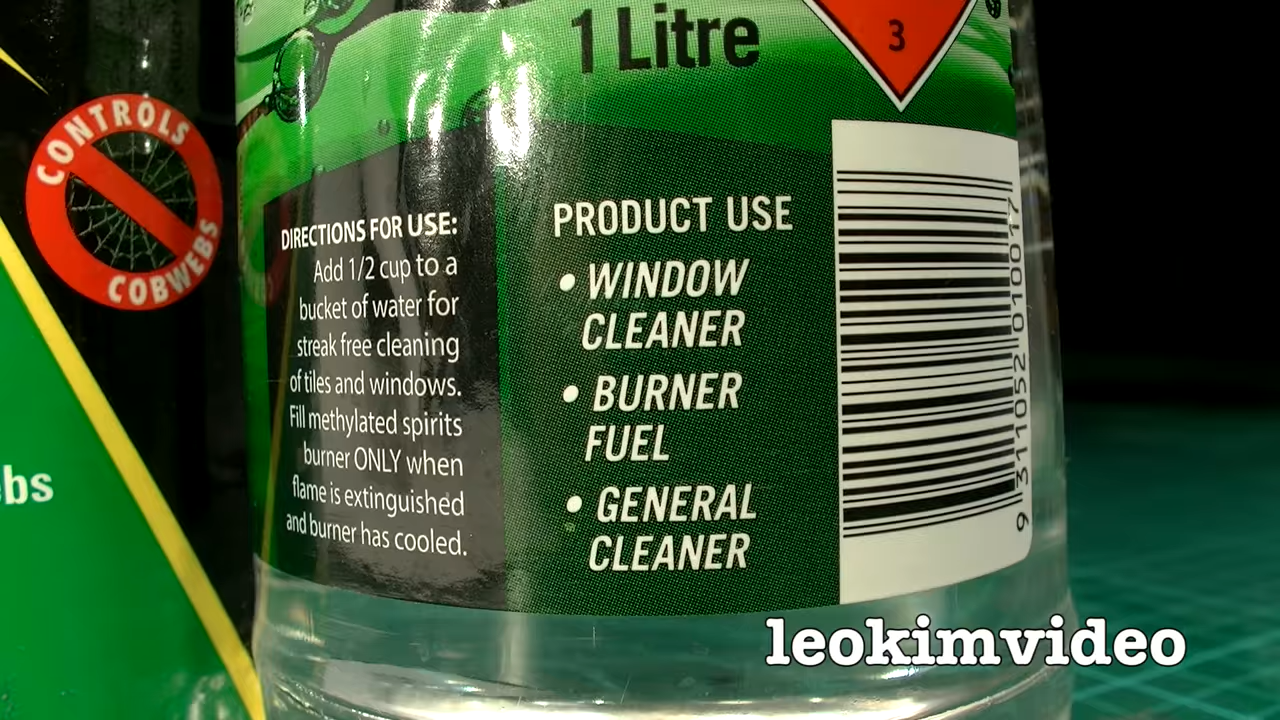 1 Litre
3
CONTROLS
COBWEBS
DIRECTIONS FOR USE:
Add 1/2 cup to a
bucket of water for
streak free cleaning
of tiles and windows.
Fill methylated spirits
burner ONLY when
flame is extinguished
and burner has cooled.
PRODUCT USE
• WINDOW
CLEANER
• BURNER
FUEL
• GENERAL
CLEANER
9 311052 010017
ebs
leokimvideo